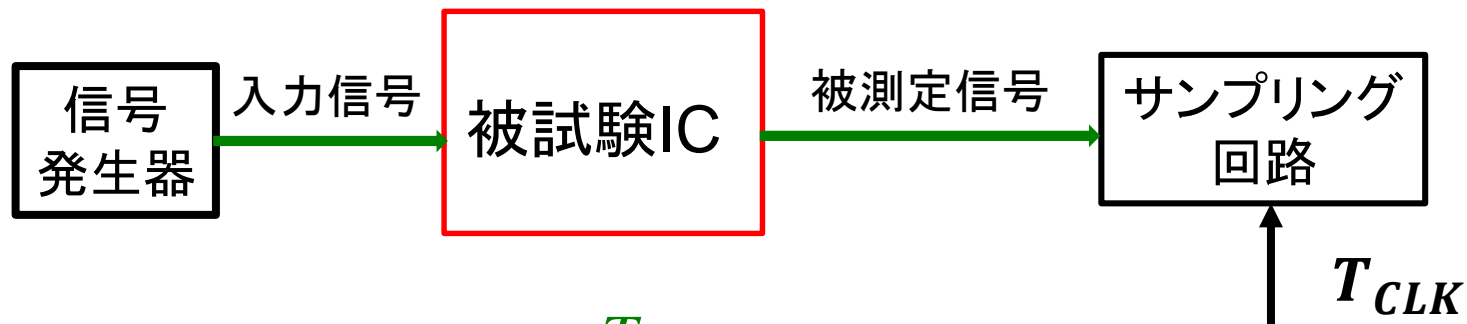 信号
発生器
入力信号
被試験IC
被測定信号
サンプリング
回路
T_CLK
T